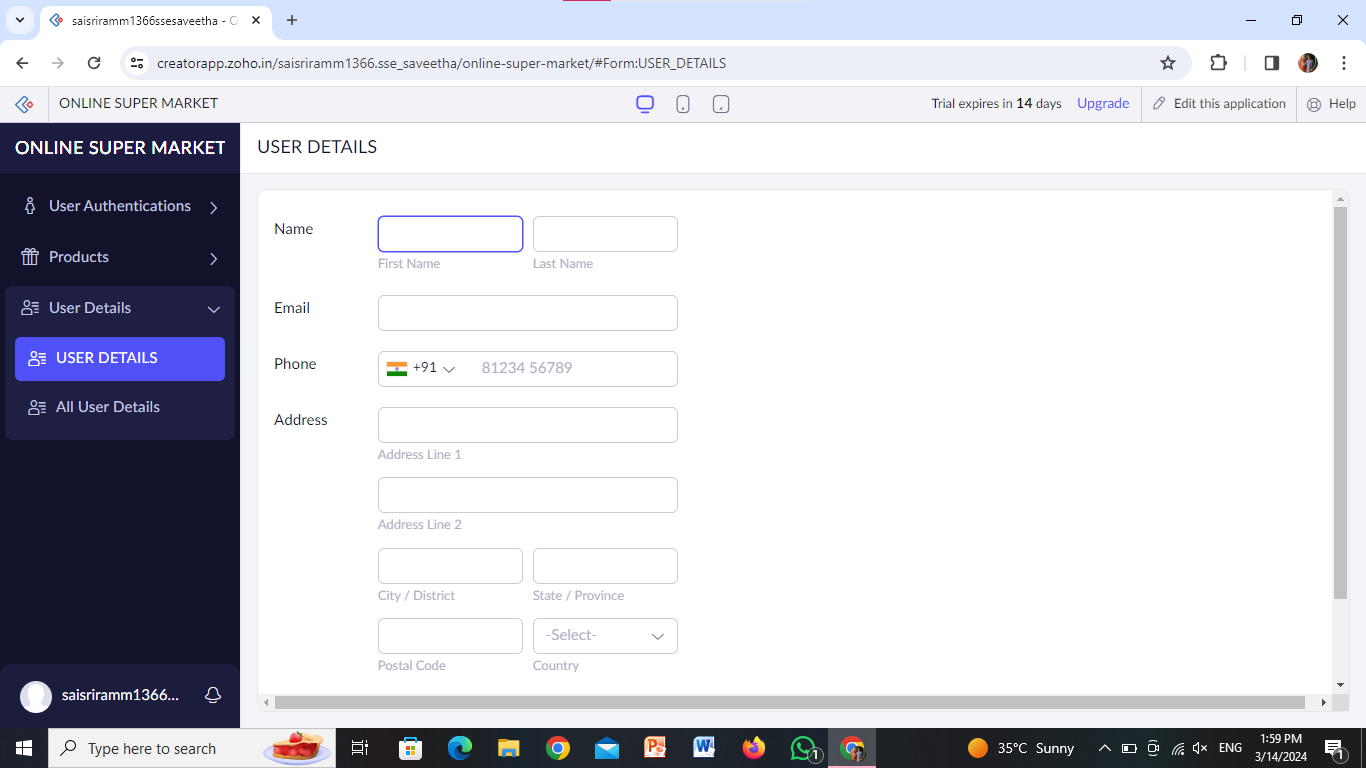 saisriramm1366ssesaveetha - O
creatorapp.zoho.in/saisriramm1366.sse_saveetha/online-super-market/#Form:USER_DETAILS
ONLINE SUPER MARKET
Trial expires in 14 days Upgrade Edit this application Help
ONLINE SUPER MARKET
USER DETAILS
User Authentications
Products
User Details
USER DETAILS
All User Details
saisriramm1366...
Name
First Name Last Name
Email
Phone +91 81234 56789
Address
Address Line 1
Address Line 2
City / District State / Province
-Select-
Postal Code Country
Type here to search
1
35°C Sunny
ENG
1:59 PM
3/14/2024
1